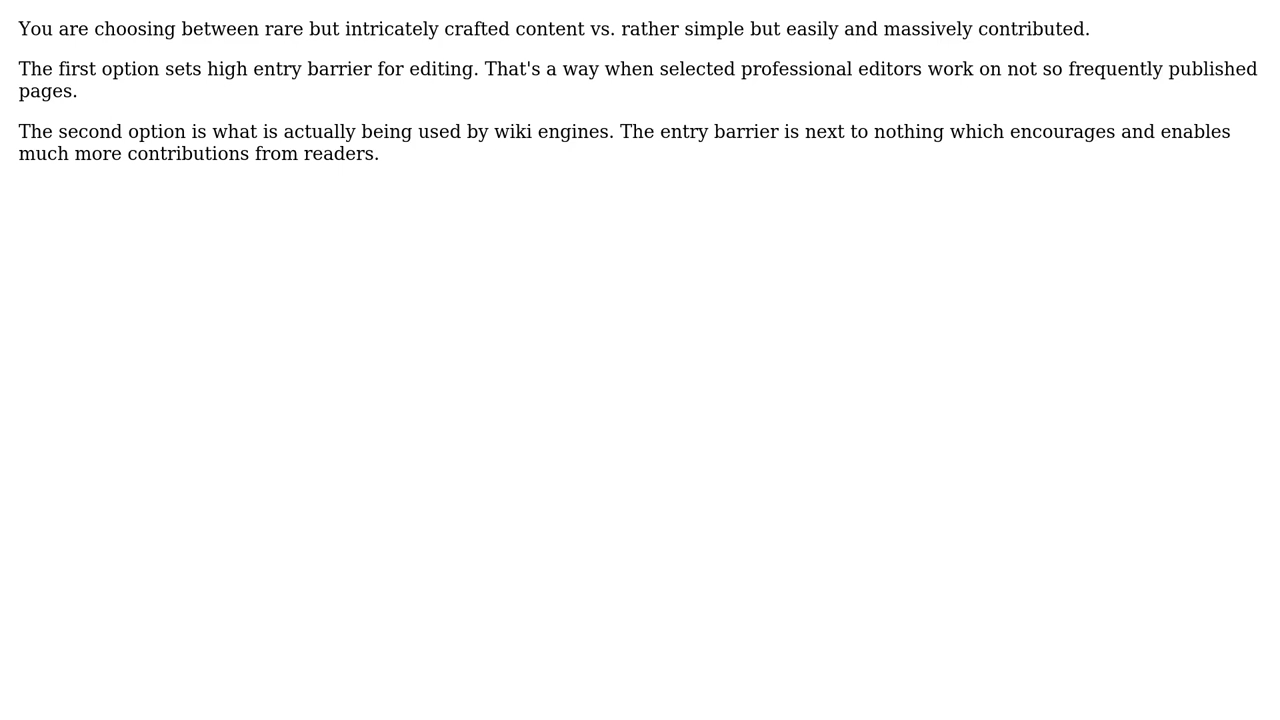 You are choosing between rare but intricately crafted content vs. rather simple but easily and massively contributed.
The first option sets high entry barrier for editing. That's a way when selected professional editors work on not so frequently published
pages.
The second option is what is actually being used by wiki engines. The entry barrier is next to nothing which encourages and enables
much more contributions from readers.